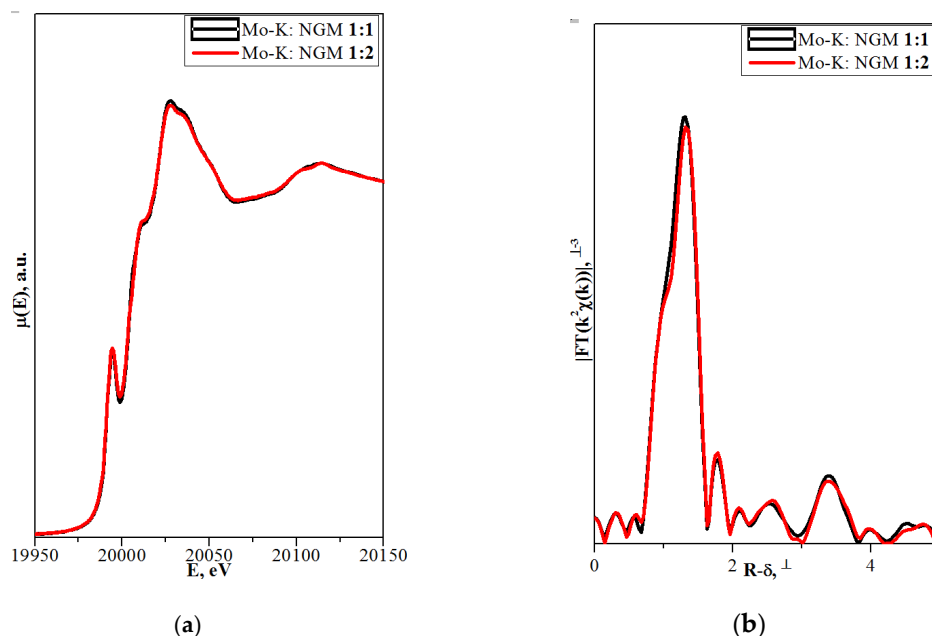 Mo-K: NGM 1:1
Mo-K: NGM 1:2
μ(E), a.u.
19950 20000 20050 20100 20150
E, eV
(a)
Mo-K: NGM 1:1
Mo-K: NGM 1:2
|FT(k²χ(k))|, ⊥⁻³
0 2 4
R-δ, ⊥
(b)